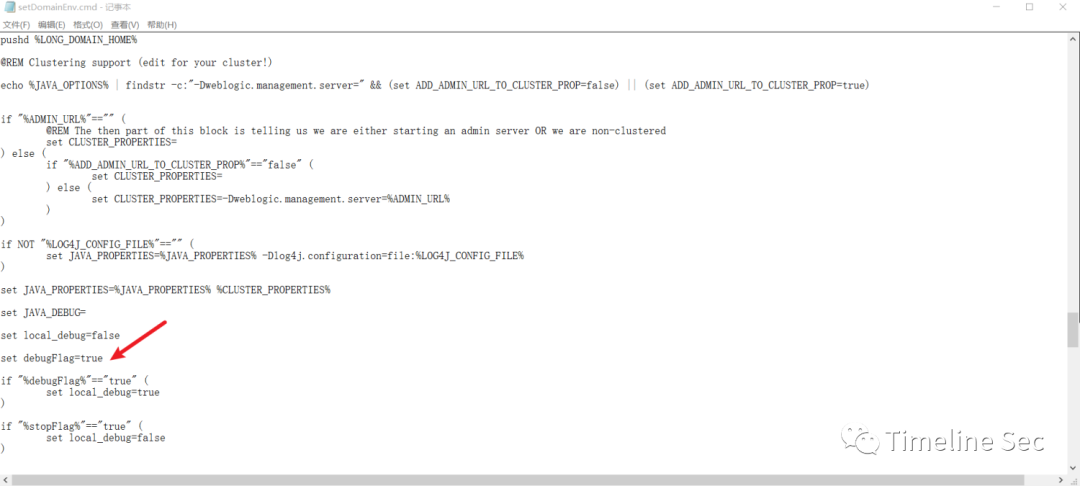 setDomainEnv.cmd - 记事本
文件(F) 编辑(E) 格式(O) 查看(V) 帮助(H)
pushd %LONG_DOMAIN_HOME%
@REM Clustering support (edit for your cluster!)
echo %JAVA_OPTIONS% | findstr -c:"-Dweblogic.management.server=" && (set ADD_ADMIN_URL_TO_CLUSTER_PROP=false) || (set ADD_ADMIN_URL_TO_CLUSTER_PROP=true)
if "%ADMIN_URL%"=="" (
@REM The then part of this block is telling us we are either starting an admin server OR we are non-clustered
set CLUSTER_PROPERTIES=
) else (
if "%ADD_ADMIN_URL_TO_CLUSTER_PROP%"=="false" (
set CLUSTER_PROPERTIES=
) else (
set CLUSTER_PROPERTIES=-Dweblogic.management.server=%ADMIN_URL%
)
)
if NOT "%LOG4J_CONFIG_FILE%"=="" (
set JAVA_PROPERTIES=%JAVA_PROPERTIES% -Dlog4j.configuration=file:%LOG4J_CONFIG_FILE%
)
set JAVA_PROPERTIES=%JAVA_PROPERTIES% %CLUSTER_PROPERTIES%
set JAVA_DEBUG=
set local_debug=false
set debugFlag=true
if "%debugFlag%"=="true" (
set local_debug=true
)
if "%stopFlag%"=="true" (
set local_debug=false
)
Timeline Sec